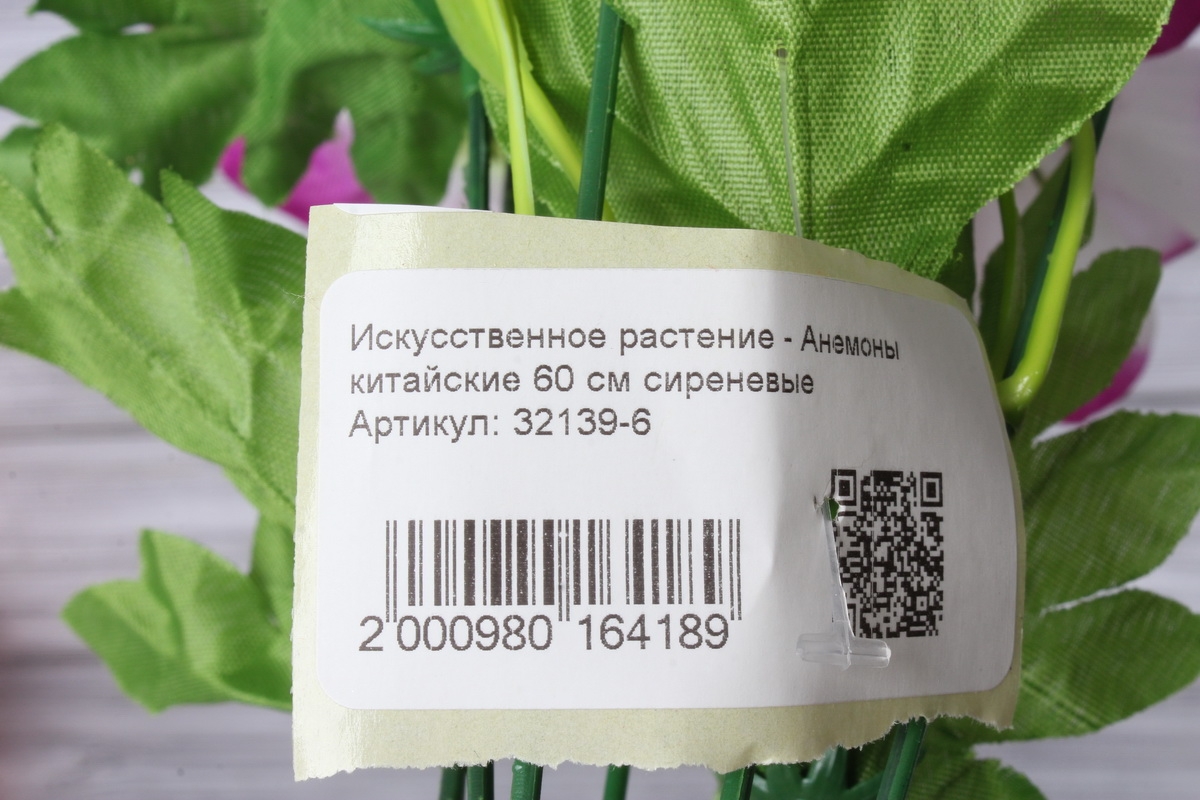 Искусственное растение - Анемоны
китайские 60 см сиреневые
Артикул: 32139-6
2 000980 164189